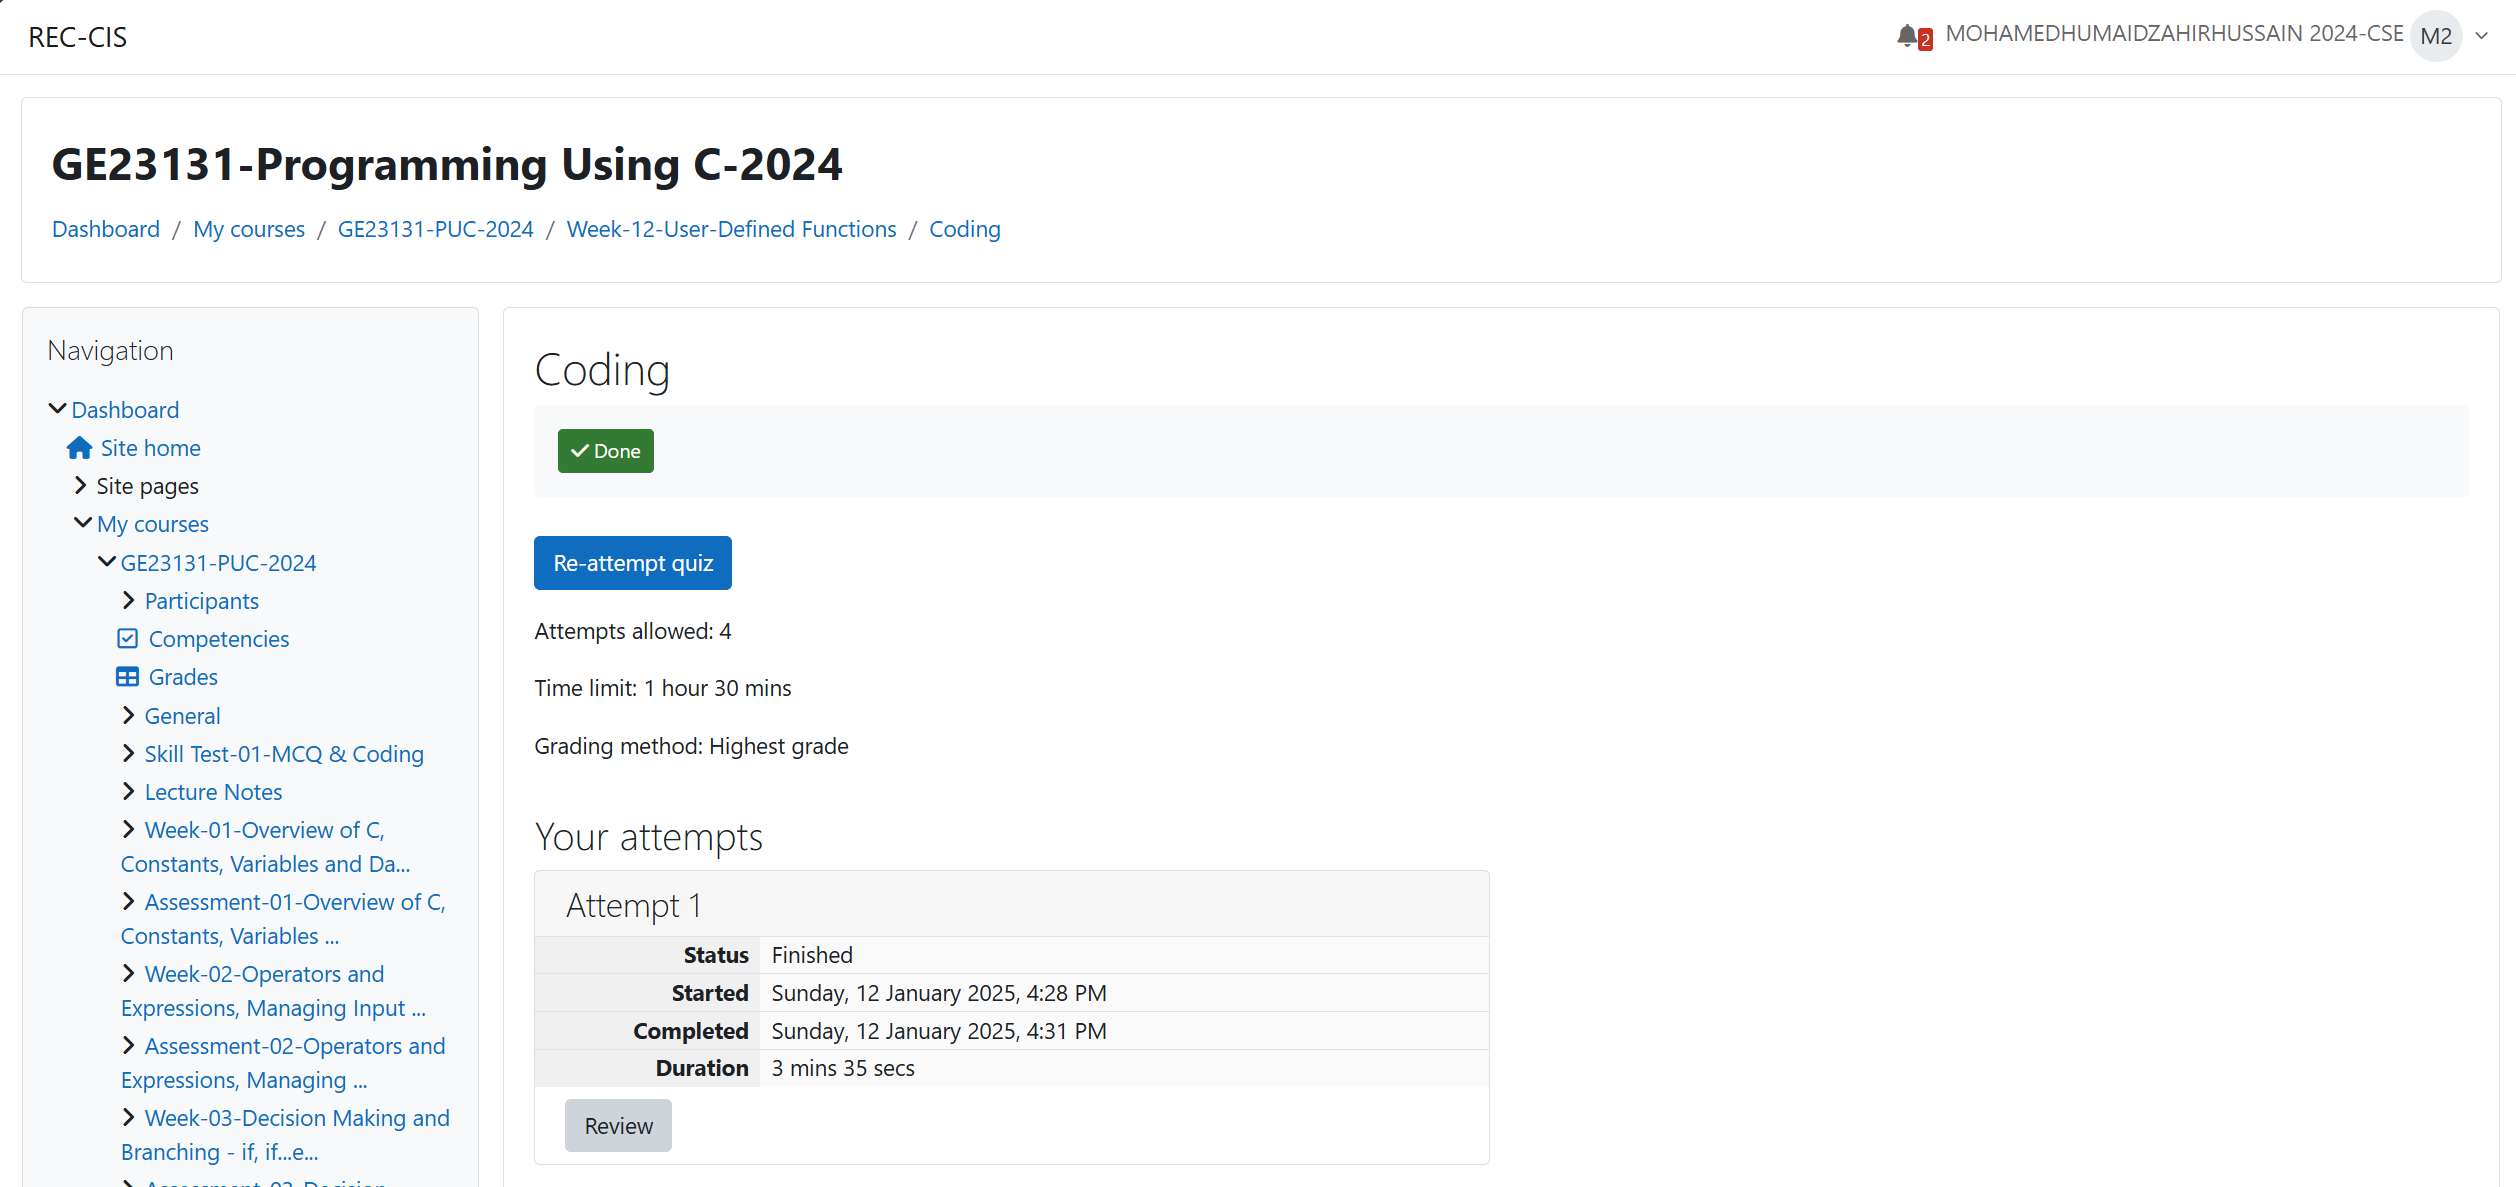 REC-CIS
2 MOHAMEDHUMAIDZAHIRHUSSAIN 2024-CSE M2
GE23131-Programming Using C-2024
Dashboard / My courses / GE23131-PUC-2024 / Week-12-User-Defined Functions / Coding
Navigation
Dashboard
Site home
Site pages
My courses
GE23131-PUC-2024
Participants
Competencies
Grades
General
Skill Test-01-MCQ & Coding
Lecture Notes
Week-01-Overview of C,
Constants, Variables and Da...
Assessment-01-Overview of C,
Constants, Variables ...
Week-02-Operators and
Expressions, Managing Input ...
Assessment-02-Operators and
Expressions, Managing ...
Week-03-Decision Making and
Branching - if, if...e...
Coding
Done
Re-attempt quiz
Attempts allowed: 4
Time limit: 1 hour 30 mins
Grading method: Highest grade
Your attempts
Attempt 1
Status Finished
Started Sunday, 12 January 2025, 4:28 PM
Completed Sunday, 12 January 2025, 4:31 PM
Duration 3 mins 35 secs
Review